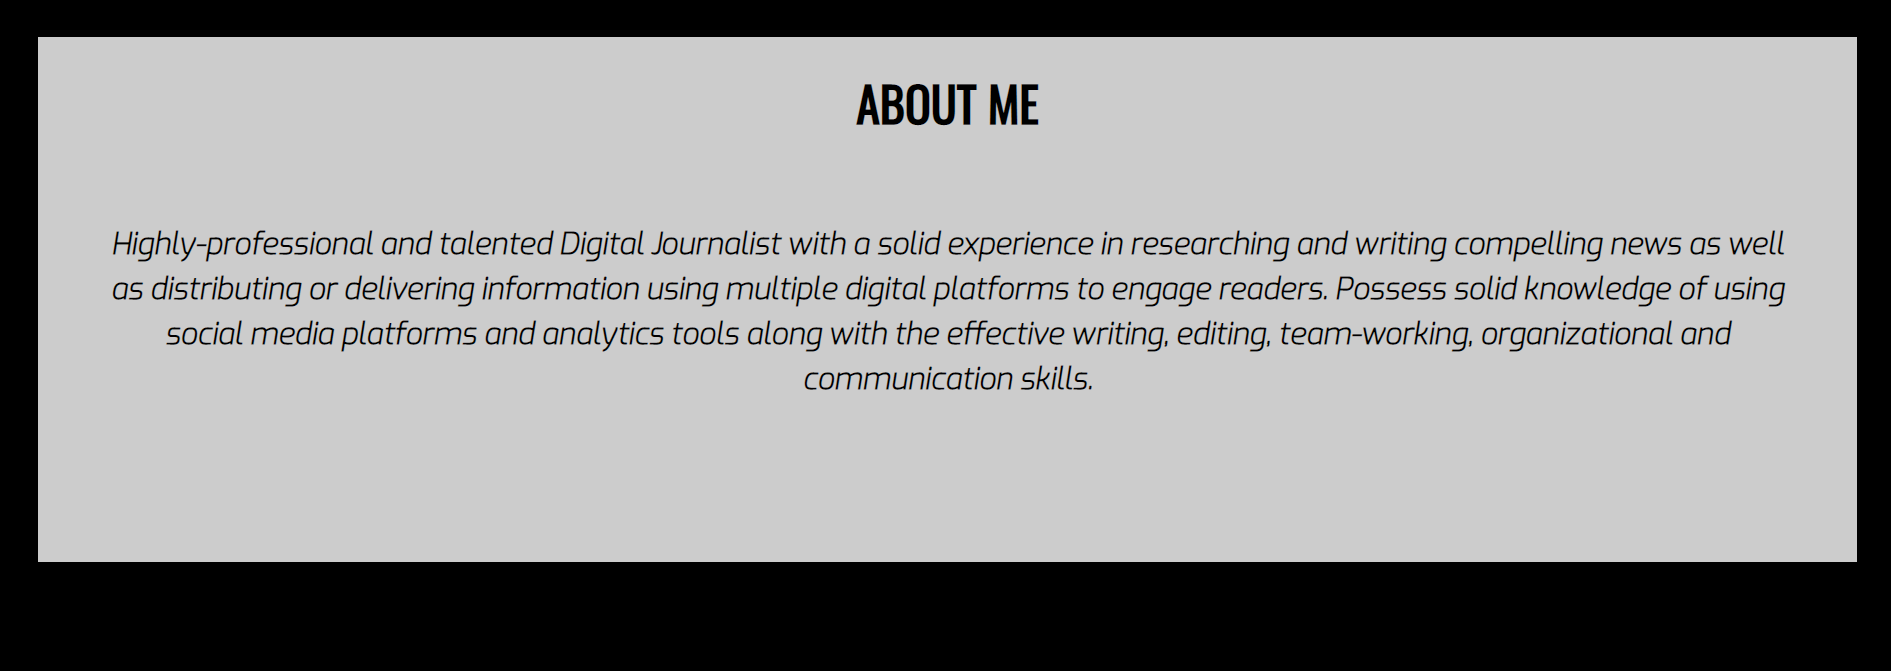 ABOUT ME
Highly-professional and talented Digital Journalist with a solid experience in researching and writing compelling news as well
as distributing or delivering information using multiple digital platforms to engage readers. Possess solid knowledge of using
social media platforms and analytics tools along with the effective writing, editing, team-working, organizational and
communication skills.